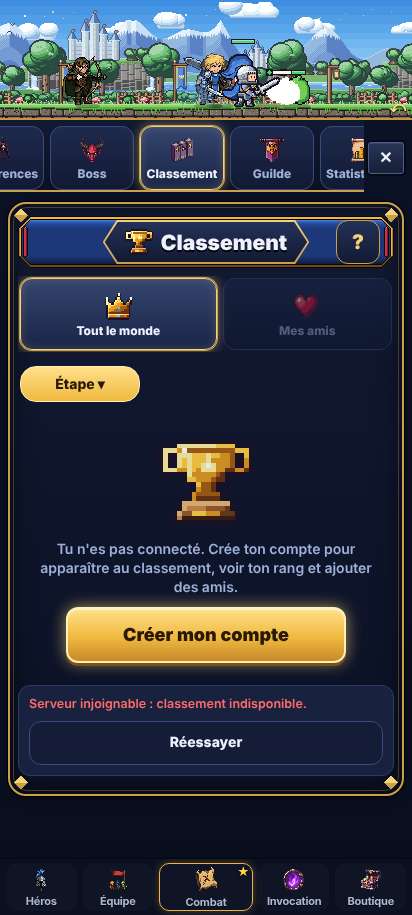 rences
Boss
Classement
Guilde
Statist
×
Classement
?
Tout le monde
Mes amis
Étape ▾
Tu n'es pas connecté. Crée ton compte pour
apparaître au classement, voir ton rang et ajouter
des amis.
Créer mon compte
Serveur injoignable : classement indisponible.
Réessayer
Héros
Équipe
Combat
Invocation
Boutique